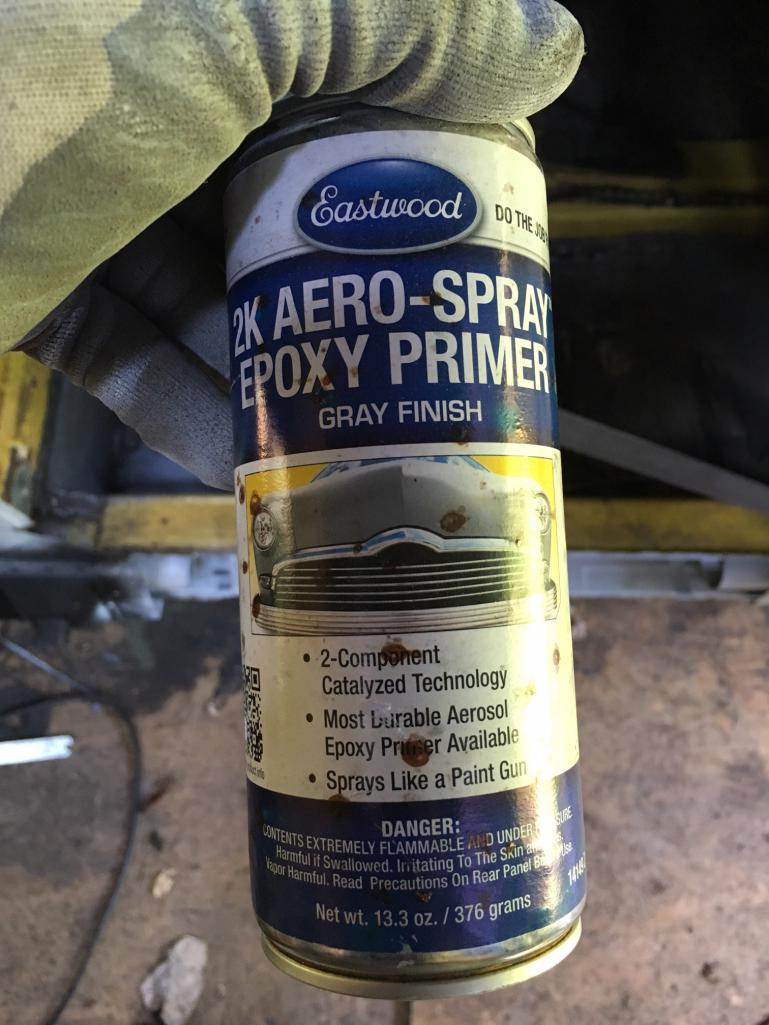 Eastwood
DO THE JOB
2K AERO-SPRAY™
EPOXY PRIMER
GRAY FINISH
• 2-Component
Catalyzed Technology
• Most Durable Aerosol
Epoxy Primer Available
• Sprays Like a Paint Gun
DANGER:
CONTENTS EXTREMELY FLAMMABLE AND UNDER PRESSURE
Harmful if Swallowed. Irritating To The Skin and
Vapor Harmful. Read Precautions On Rear Panel Before Use.
Net wt. 13.3 oz. / 376 grams